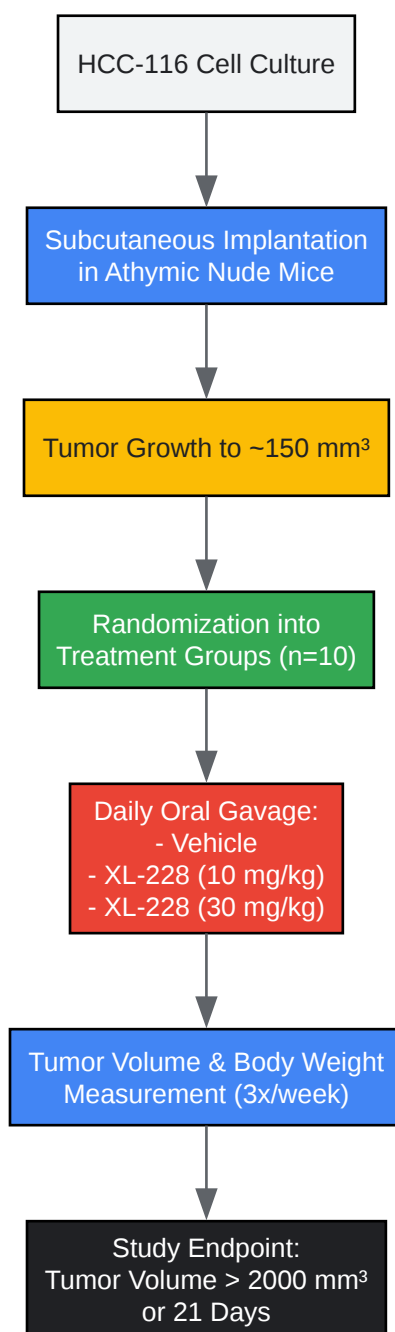 HCC-116 Cell Culture
Subcutaneous Implantation
in Athymic Nude Mice
Tumor Growth to ~150 mm³
Randomization into
Treatment Groups (n=10)
Daily Oral Gavage:
- Vehicle
- XL-228 (10 mg/kg)
- XL-228 (30 mg/kg)
Tumor Volume & Body Weight
Measurement (3x/week)
Study Endpoint:
Tumor Volume > 2000 mm³
or 21 Days